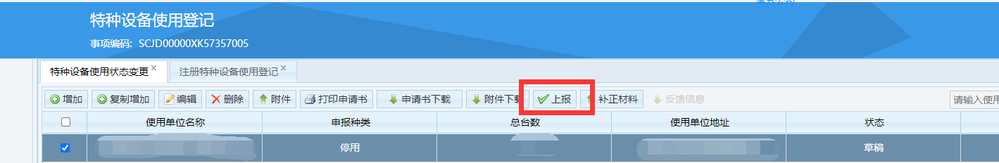 特种设备使用登记
事项编码: SCJD00000XK57357005
特种设备使用状态变更 注册特种设备使用登记
增加 复制增加 编辑 删除 附件 打印申请书 申请书下载 附件下载 上报 补正材料 反馈信息 请输入使用
使用单位名称 申报种类 总台数 使用单位地址 状态
停用 草稿